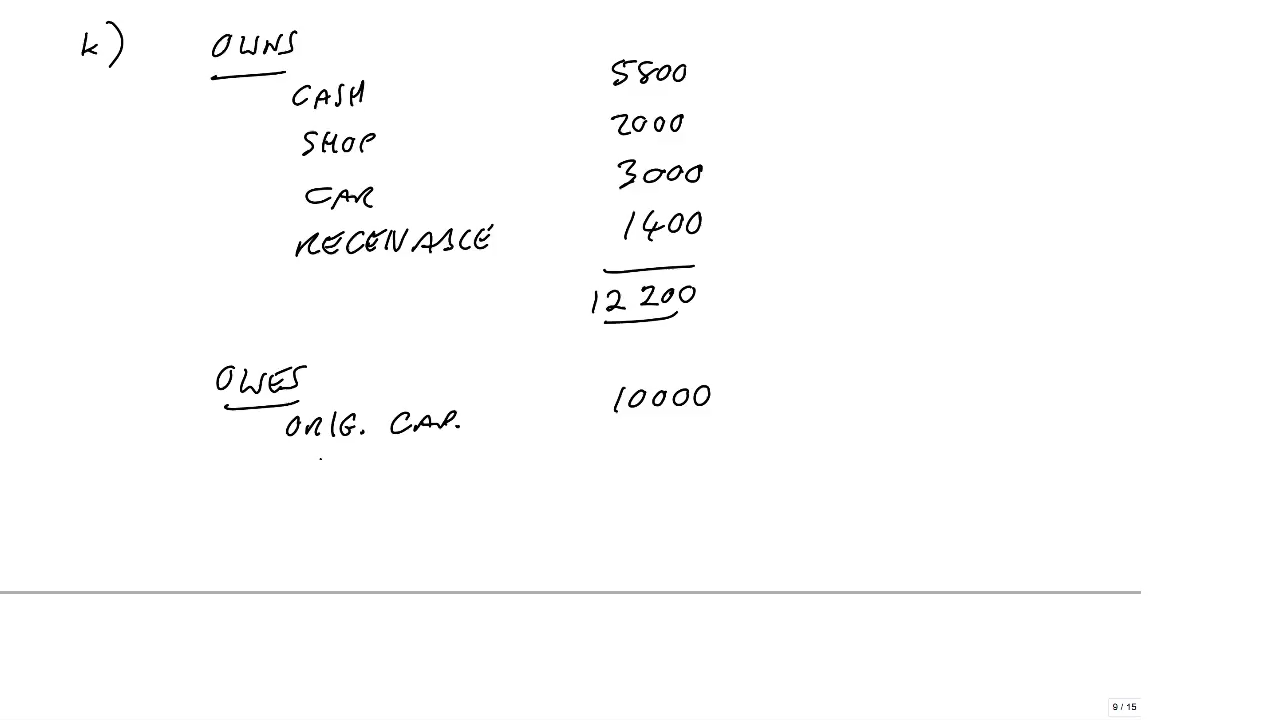 k) OWNS
CASH 5800
SHOP 2000
CAR 3000
RECEIVABLE 1400
12 200
OWES
ORIG. CAP. 10000
9 / 15